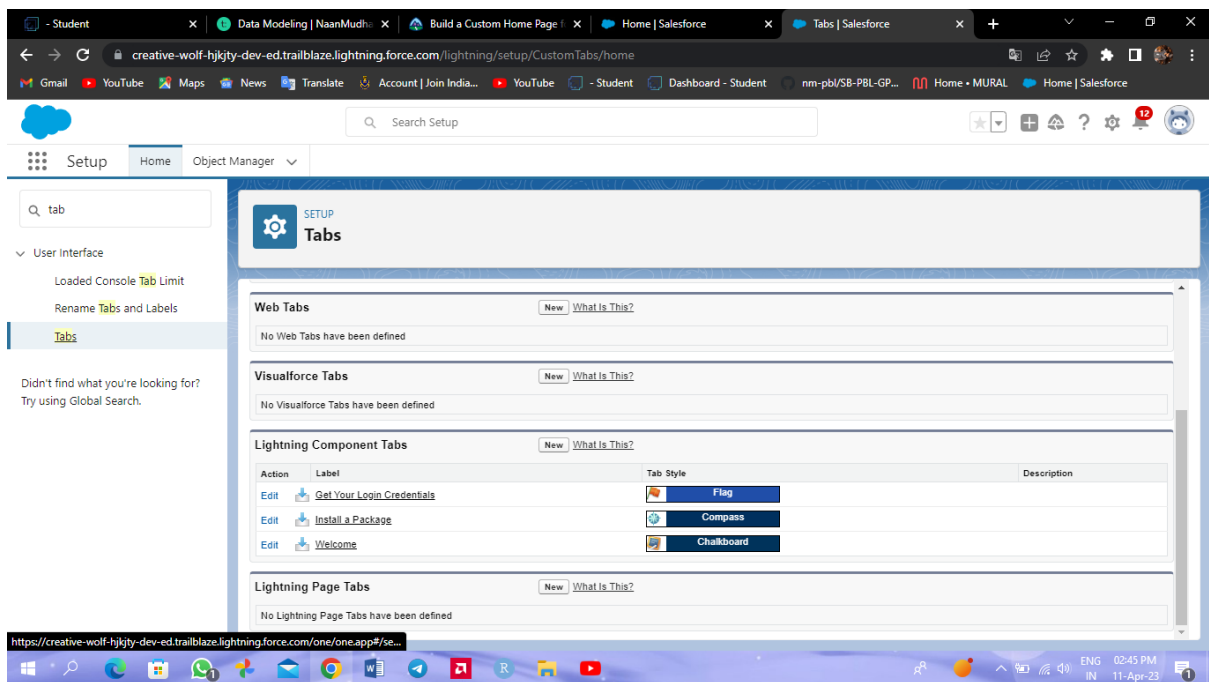 - Student
Data Modeling | NaanMudha
Build a Custom Home Page f
Home | Salesforce
Tabs | Salesforce
creative-wolf-hjkjty-dev-ed.trailblaze.lightning.force.com/lightning/setup/CustomTabs/home
Gmail YouTube Maps News Translate Account | Join India... YouTube - Student Dashboard - Student nm-pbl/SB-PBL-GP... Home • MURAL Home | Salesforce
Search Setup
12
Setup Home Object Manager
tab
User Interface
Loaded Console Tab Limit
Rename Tabs and Labels
Tabs
Didn't find what you're looking for?
Try using Global Search.
SETUP
Tabs
Web Tabs New What Is This?
No Web Tabs have been defined
Visualforce Tabs New What Is This?
No Visualforce Tabs have been defined
Lightning Component Tabs New What Is This?
Action Label Tab Style Description
Edit Get Your Login Credentials Flag
Edit Install a Package Compass
Edit Welcome Chalkboard
Lightning Page Tabs New What Is This?
No Lightning Page Tabs have been defined
https://creative-wolf-hjkjty-dev-ed.trailblaze.lightning.force.com/one/one.app#/se...
ENG 02:45 PM
IN 11-Apr-23